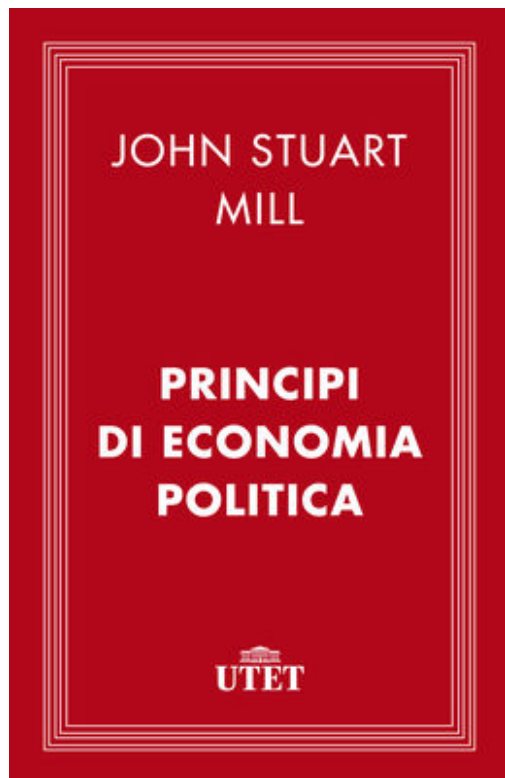 JOHN STUART
MILL
PRINCIPI
DI ECONOMIA
POLITICA
UTET